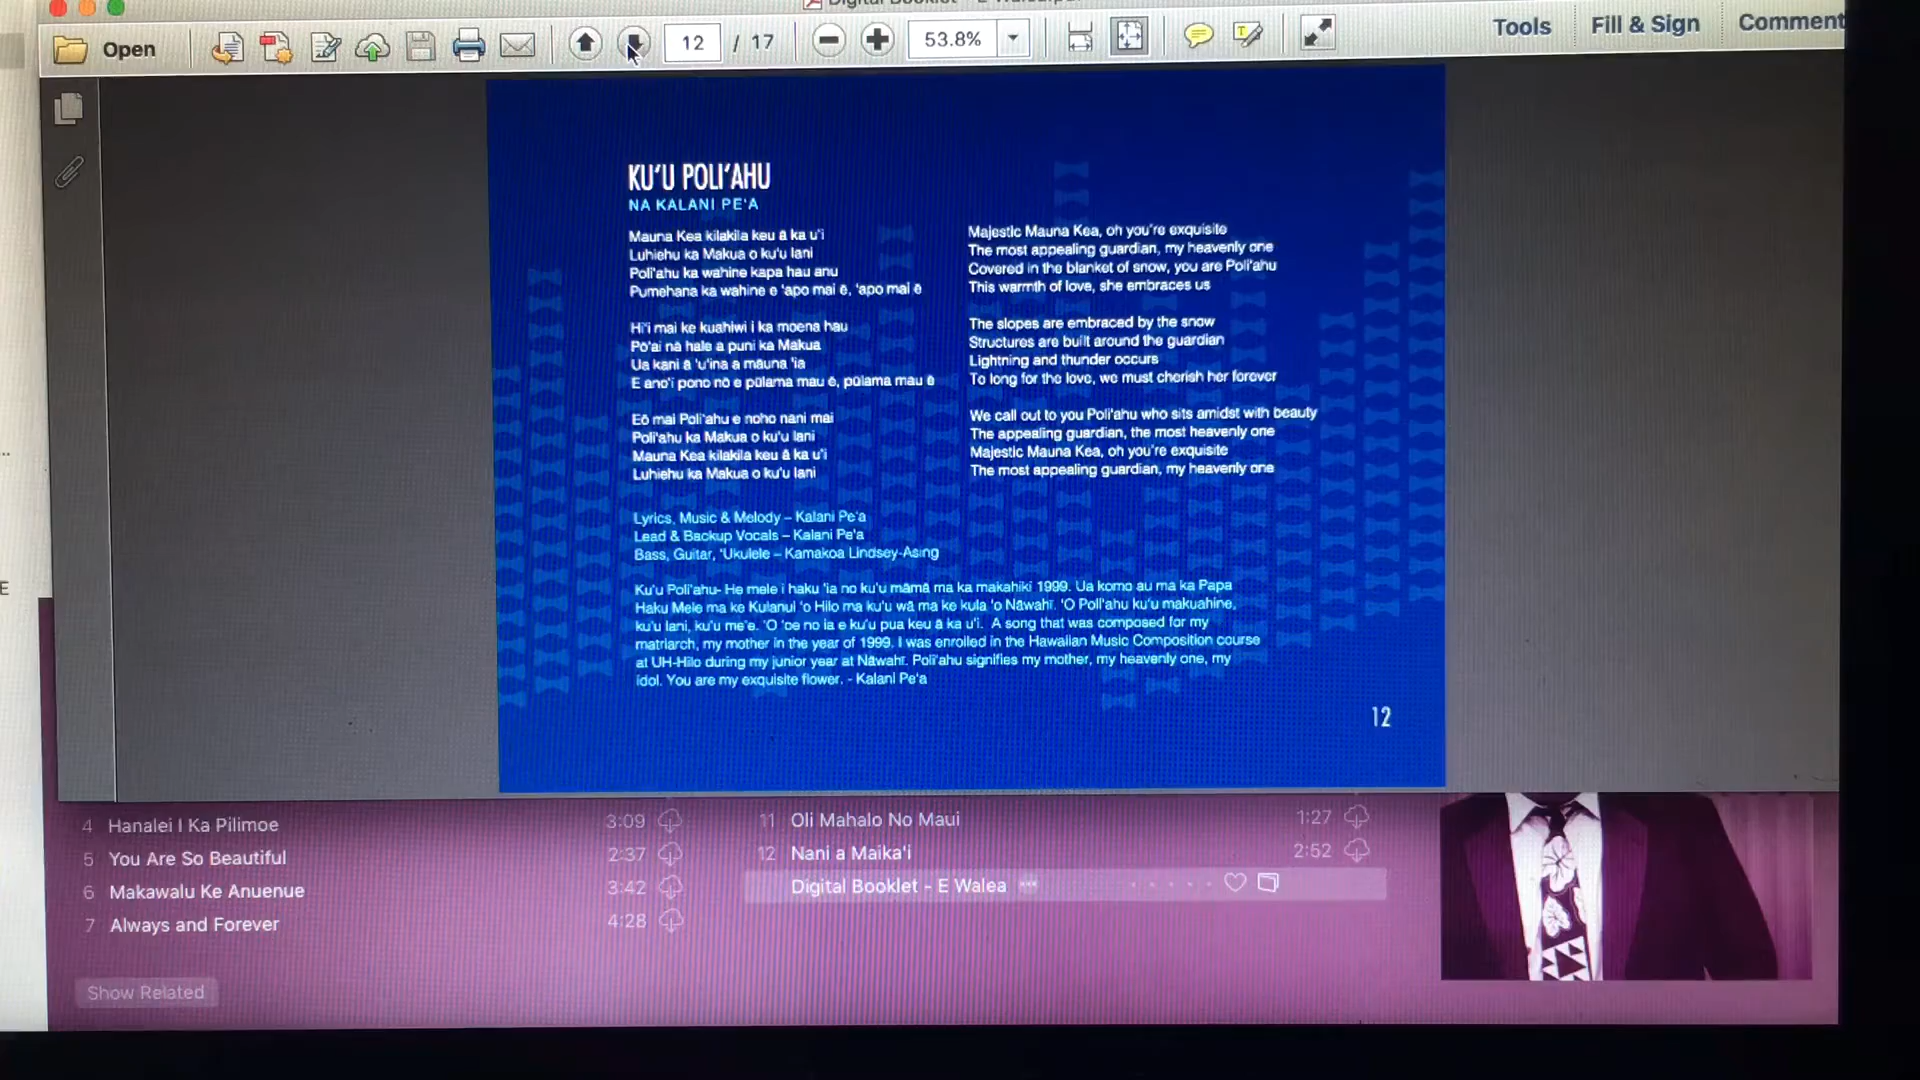 Digital Booklet - E Walea.pdf
Open
12 / 17
53.8%
Tools
Fill & Sign
Comment
KU'U POLI'AHU
NA KALANI PE'A
Mauna Kea kilakila keu ā ka u'i
Luhiehu ka Makua o ku'u lani
Poli'ahu ka wahine kapa hau anu
Pumehana ka wahine e 'apo mai ē, 'apo mai ē
Hi'i mai ke kuahiwi i ka moena hau
Pō'ai nā hale a puni ka Makua
Ua kani ā 'u'ina a māuna 'ia
E ano'i pono nō e pūlama mau ē, pūlama mau ē
Eō mai Poli'ahu e noho nani mai
Poli'ahu ka Makua o ku'u lani
Mauna Kea kilakila keu ā ka u'i
Luhiehu ka Makua o ku'u lani
Majestic Mauna Kea, oh you're exquisite
The most appealing guardian, my heavenly one
Covered in the blanket of snow, you are Poli'ahu
This warmth of love, she embraces us
The slopes are embraced by the snow
Structures are built around the guardian
Lightning and thunder occurs
To long for the love, we must cherish her forever
We call out to you Poli'ahu who sits amidst with beauty
The appealing guardian, the most heavenly one
Majestic Mauna Kea, oh you're exquisite
The most appealing guardian, my heavenly one
Lyrics, Music & Melody – Kalani Pe'a
Lead & Backup Vocals – Kalani Pe'a
Bass, Guitar, 'Ukulele – Kamakoa Lindsey-Asing
Ku'u Poli'ahu- He mele i haku 'ia no ku'u māmā ma ka makahiki 1999. Ua komo au ma ka Papa
Haku Mele ma ke Kulanui 'o Hilo ma ku'u wā ma ke kula 'o Nāwahī. 'O Poli'ahu ku'u makuahine,
ku'u lani, ku'u me'e. 'O 'oe no ia e ku'u pua keu ā ka u'i. A song that was composed for my
matriarch, my mother in the year of 1999. I was enrolled in the Hawaiian Music Composition course
at UH-Hilo during my junior year at Nāwahī. Poli'ahu signifies my mother, my heavenly one, my
idol. You are my exquisite flower. - Kalani Pe'a
12
4 Hanalei I Ka Pilimoe 3:09
5 You Are So Beautiful 2:37
6 Makawalu Ke Anuenue 3:42
7 Always and Forever 4:28
11 Oli Mahalo No Maui 1:27
12 Nani a Maika'i 2:52
Digital Booklet - E Walea
Show Related